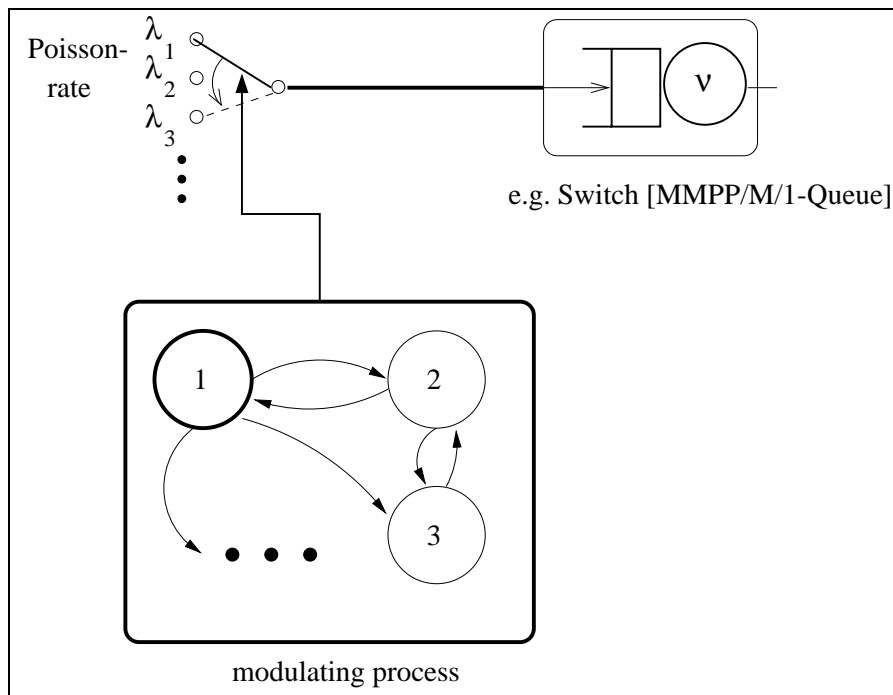 Poisson-
rate
λ1
λ2
λ3
ν
e.g. Switch [MMPP/M/1-Queue]
1
2
3
modulating process